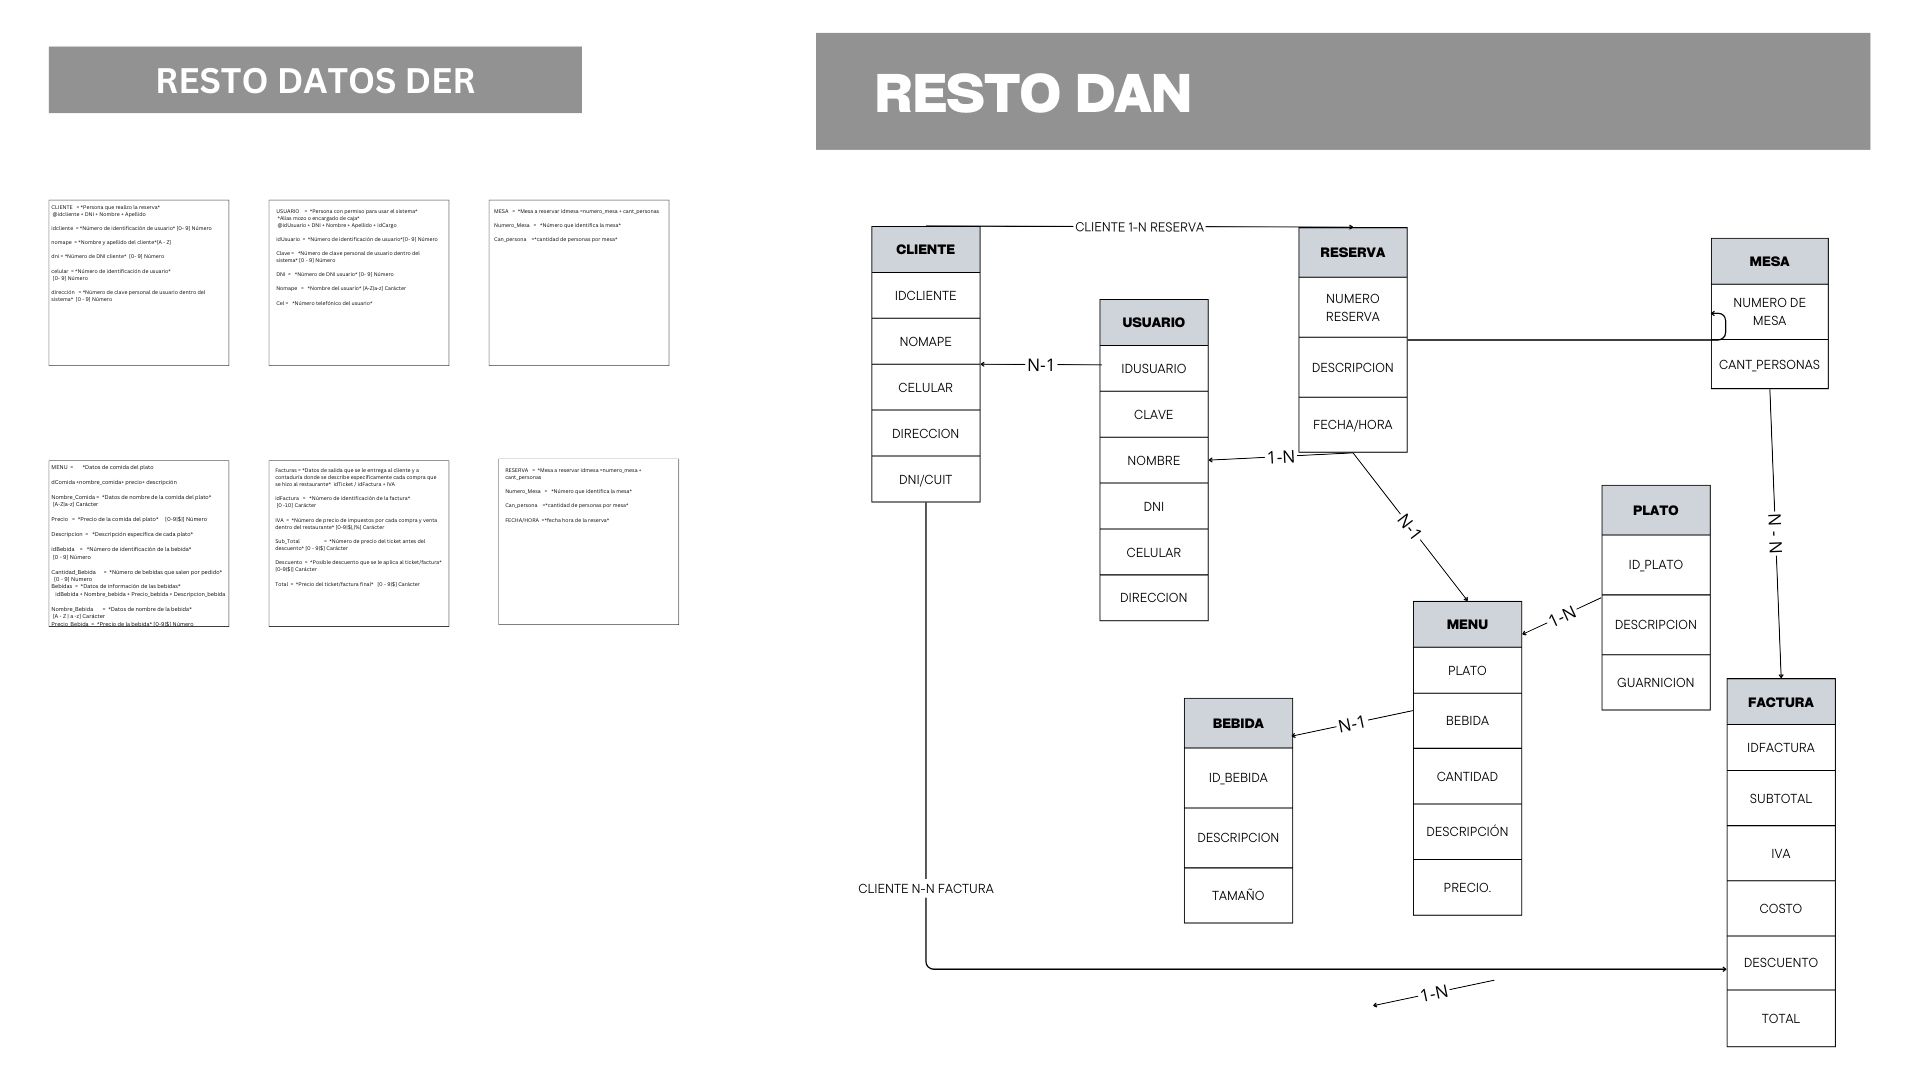 RESTO DATOS DER
CLIENTE = *Persona que realizo la reserva*
@idcliente + DNI + Nombre + Apellido
idcliente = *Número de identificación de usuario* [0- 9] Número
nomape = *Nombre y apellido del cliente*[A - Z]
dni = *Número de DNI cliente* [0- 9] Número
celular = *Número de identificación de usuario*
[0- 9] Número
dirección = *Número de clave personal de usuario dentro del
sistema* [0 - 9] Número
USUARIO = *Persona con permiso para usar el sistema*
*Alias mozo o encargado de caja*
@idUsuario + DNI + Nombre + Apellido + idCargo
idUsuario = *Número de identificación de usuario*[0- 9] Número
Clave = *Número de clave personal de usuario dentro del
sistema* [0 - 9] Número
DNI = *Número de DNI usuario* [0- 9] Número
Nomape = *Nombre del usuario* [A-Z|a-z] Carácter
Cel = *Número telefónico del usuario*
MESA = *Mesa a reservar idmesa +numero_mesa + cant_personas
Numero_Mesa = *Número que identifica la mesa*
Can_persona =*cantidad de personas por mesa*
MENU = *Datos de comida del plato
dComida +nombre_comida+ precio+ descripción
Nombre_Comida = *Datos de nombre de la comida del plato*
[A-Z|a-z] Carácter
Precio = *Precio de la comida del plato* [0-9|$|] Número
Descripcion = *Descripción específica de cada plato*
idBebida = *Número de identificación de la bebida*
[0 - 9] Número
Cantidad_Bebida = *Número de bebidas que salen por pedido*
[0 - 9] Numero
Bebidas = *Datos de información de las bebidas*
idBebida + Nombre_bebida + Precio_bebida + Descripcion_bebida
Nombre_Bebida = *Datos de nombre de la bebida*
[A - Z | a -z] Carácter
Precio_Bebida = *Precio de la bebida* [0-9|$] Número
Facturas = *Datos de salida que se le entrega al cliente y a
contaduría donde se describe específicamente cada compra que
se hizo al restaurante* idTicket / idFactura + IVA
idFactura = *Número de identificación de la factura*
[0 -10] Carácter
IVA = *Número de precio de impuestos por cada compra y venta
dentro del restaurante* [0-9|$|,|%] Carácter
Sub_Total = *Número de precio del ticket antes del
descuento* [0 - 9|$] Carácter
Descuento = *Posible descuento que se le aplica al ticket/factura*
[0-9|$|] Carácter
Total = *Precio del ticket/factura final* [0 - 9|$] Carácter
RESERVA = *Mesa a reservar idmesa +numero_mesa +
cant_personas
Numero_Mesa = *Número que identifica la mesa*
Can_persona =*cantidad de personas por mesa*
FECHA/HORA =*fecha hora de la reserva*
RESTO DAN
CLIENTE
IDCLIENTE
NOMAPE
CELULAR
DIRECCION
DNI/CUIT
CLIENTE 1-N RESERVA
N-1
USUARIO
IDUSUARIO
CLAVE
NOMBRE
DNI
CELULAR
DIRECCION
1-N
RESERVA
NUMERO
RESERVA
DESCRIPCION
FECHA/HORA
N-1
MESA
NUMERO DE
MESA
CANT_PERSONAS
N - N
PLATO
ID_PLATO
DESCRIPCION
GUARNICION
1-N
MENU
PLATO
BEBIDA
CANTIDAD
DESCRIPCIÓN
PRECIO.
N-1
BEBIDA
ID_BEBIDA
DESCRIPCION
TAMAÑO
FACTURA
IDFACTURA
SUBTOTAL
IVA
COSTO
DESCUENTO
TOTAL
CLIENTE N-N FACTURA
1-N